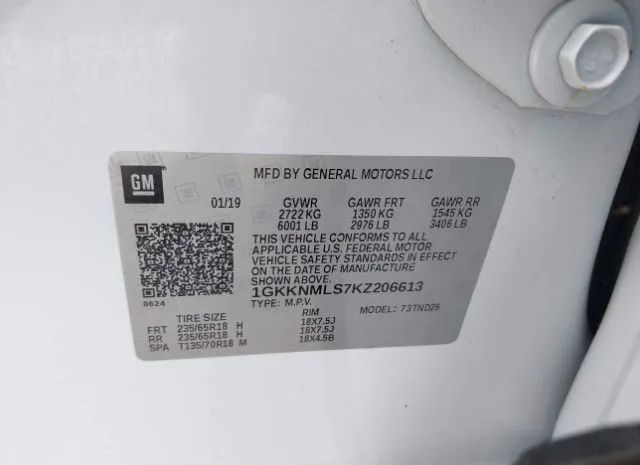 GM
MFD BY GENERAL MOTORS LLC
01/19 GVWR GAWR FRT GAWR RR
2722 KG 1350 KG 1545 KG
6001 LB 2976 LB 3406 LB
THIS VEHICLE CONFORMS TO ALL
APPLICABLE U.S. FEDERAL MOTOR
VEHICLE SAFETY STANDARDS IN EFFECT
ON THE DATE OF MANUFACTURE
SHOWN ABOVE.
1GKKNMLS7KZ206613
8624
TYPE: M.P.V. MODEL: 73TND26
TIRE SIZE RIM
FRT 235/65R18 H 18X7.5J
RR 235/65R18 H 18X7.5J
SPA T135/70R18 M 18X4.5B